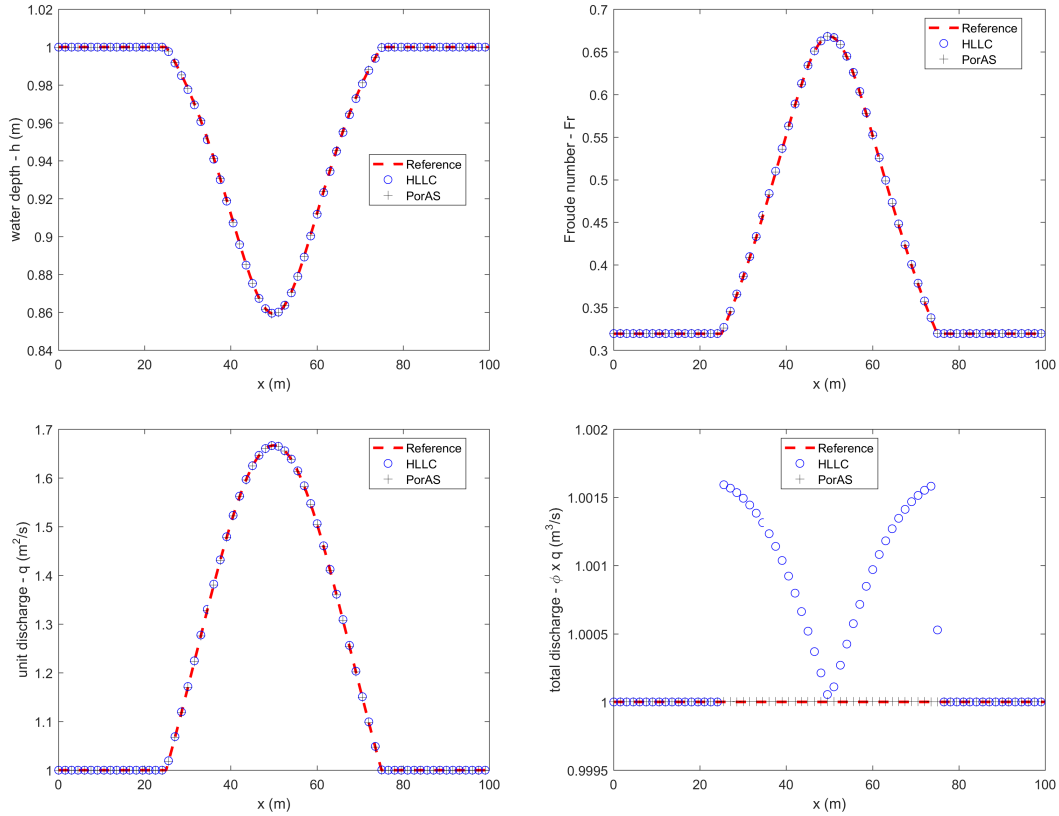 1.02
1
0.98
0.96
0.94
0.92
0.9
0.88
0.86
0.84
water depth - h (m)
Reference
HLLC
PorAS
0 20 40 60 80 100
x (m)
0.7
0.65
0.6
0.55
0.5
0.45
0.4
0.35
0.3
Froude number - Fr
Reference
HLLC
PorAS
0 20 40 60 80 100
x (m)
1.7
1.6
1.5
1.4
1.3
1.2
1.1
1
unit discharge - q (m²/s)
Reference
HLLC
PorAS
0 20 40 60 80 100
x (m)
1.002
1.0015
1.001
1.0005
1
0.9995
total discharge - ϕ x q (m³/s)
Reference
HLLC
PorAS
0 20 40 60 80 100
x (m)